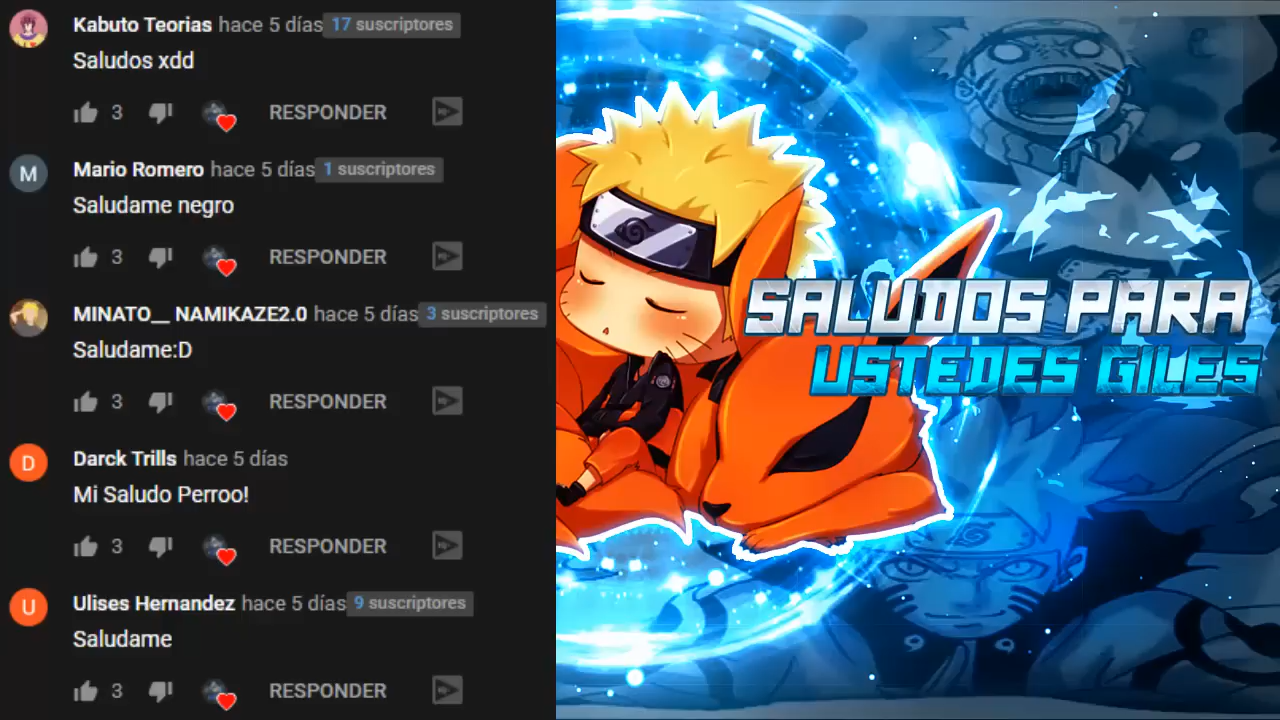 Kabuto Teorias hace 5 días 17 suscriptores
Saludos xdd
3 RESPONDER
M
Mario Romero hace 5 días 1 suscriptores
Saludame negro
3 RESPONDER
MINATO__ NAMIKAZE2.0 hace 5 días 3 suscriptores
Saludame:D
3 RESPONDER
D
Darck Trills hace 5 días
Mi Saludo Perroo!
3 RESPONDER
U
Ulises Hernandez hace 5 días 9 suscriptores
Saludame
3 RESPONDER
SALUDOS PARA
USTEDES GILES